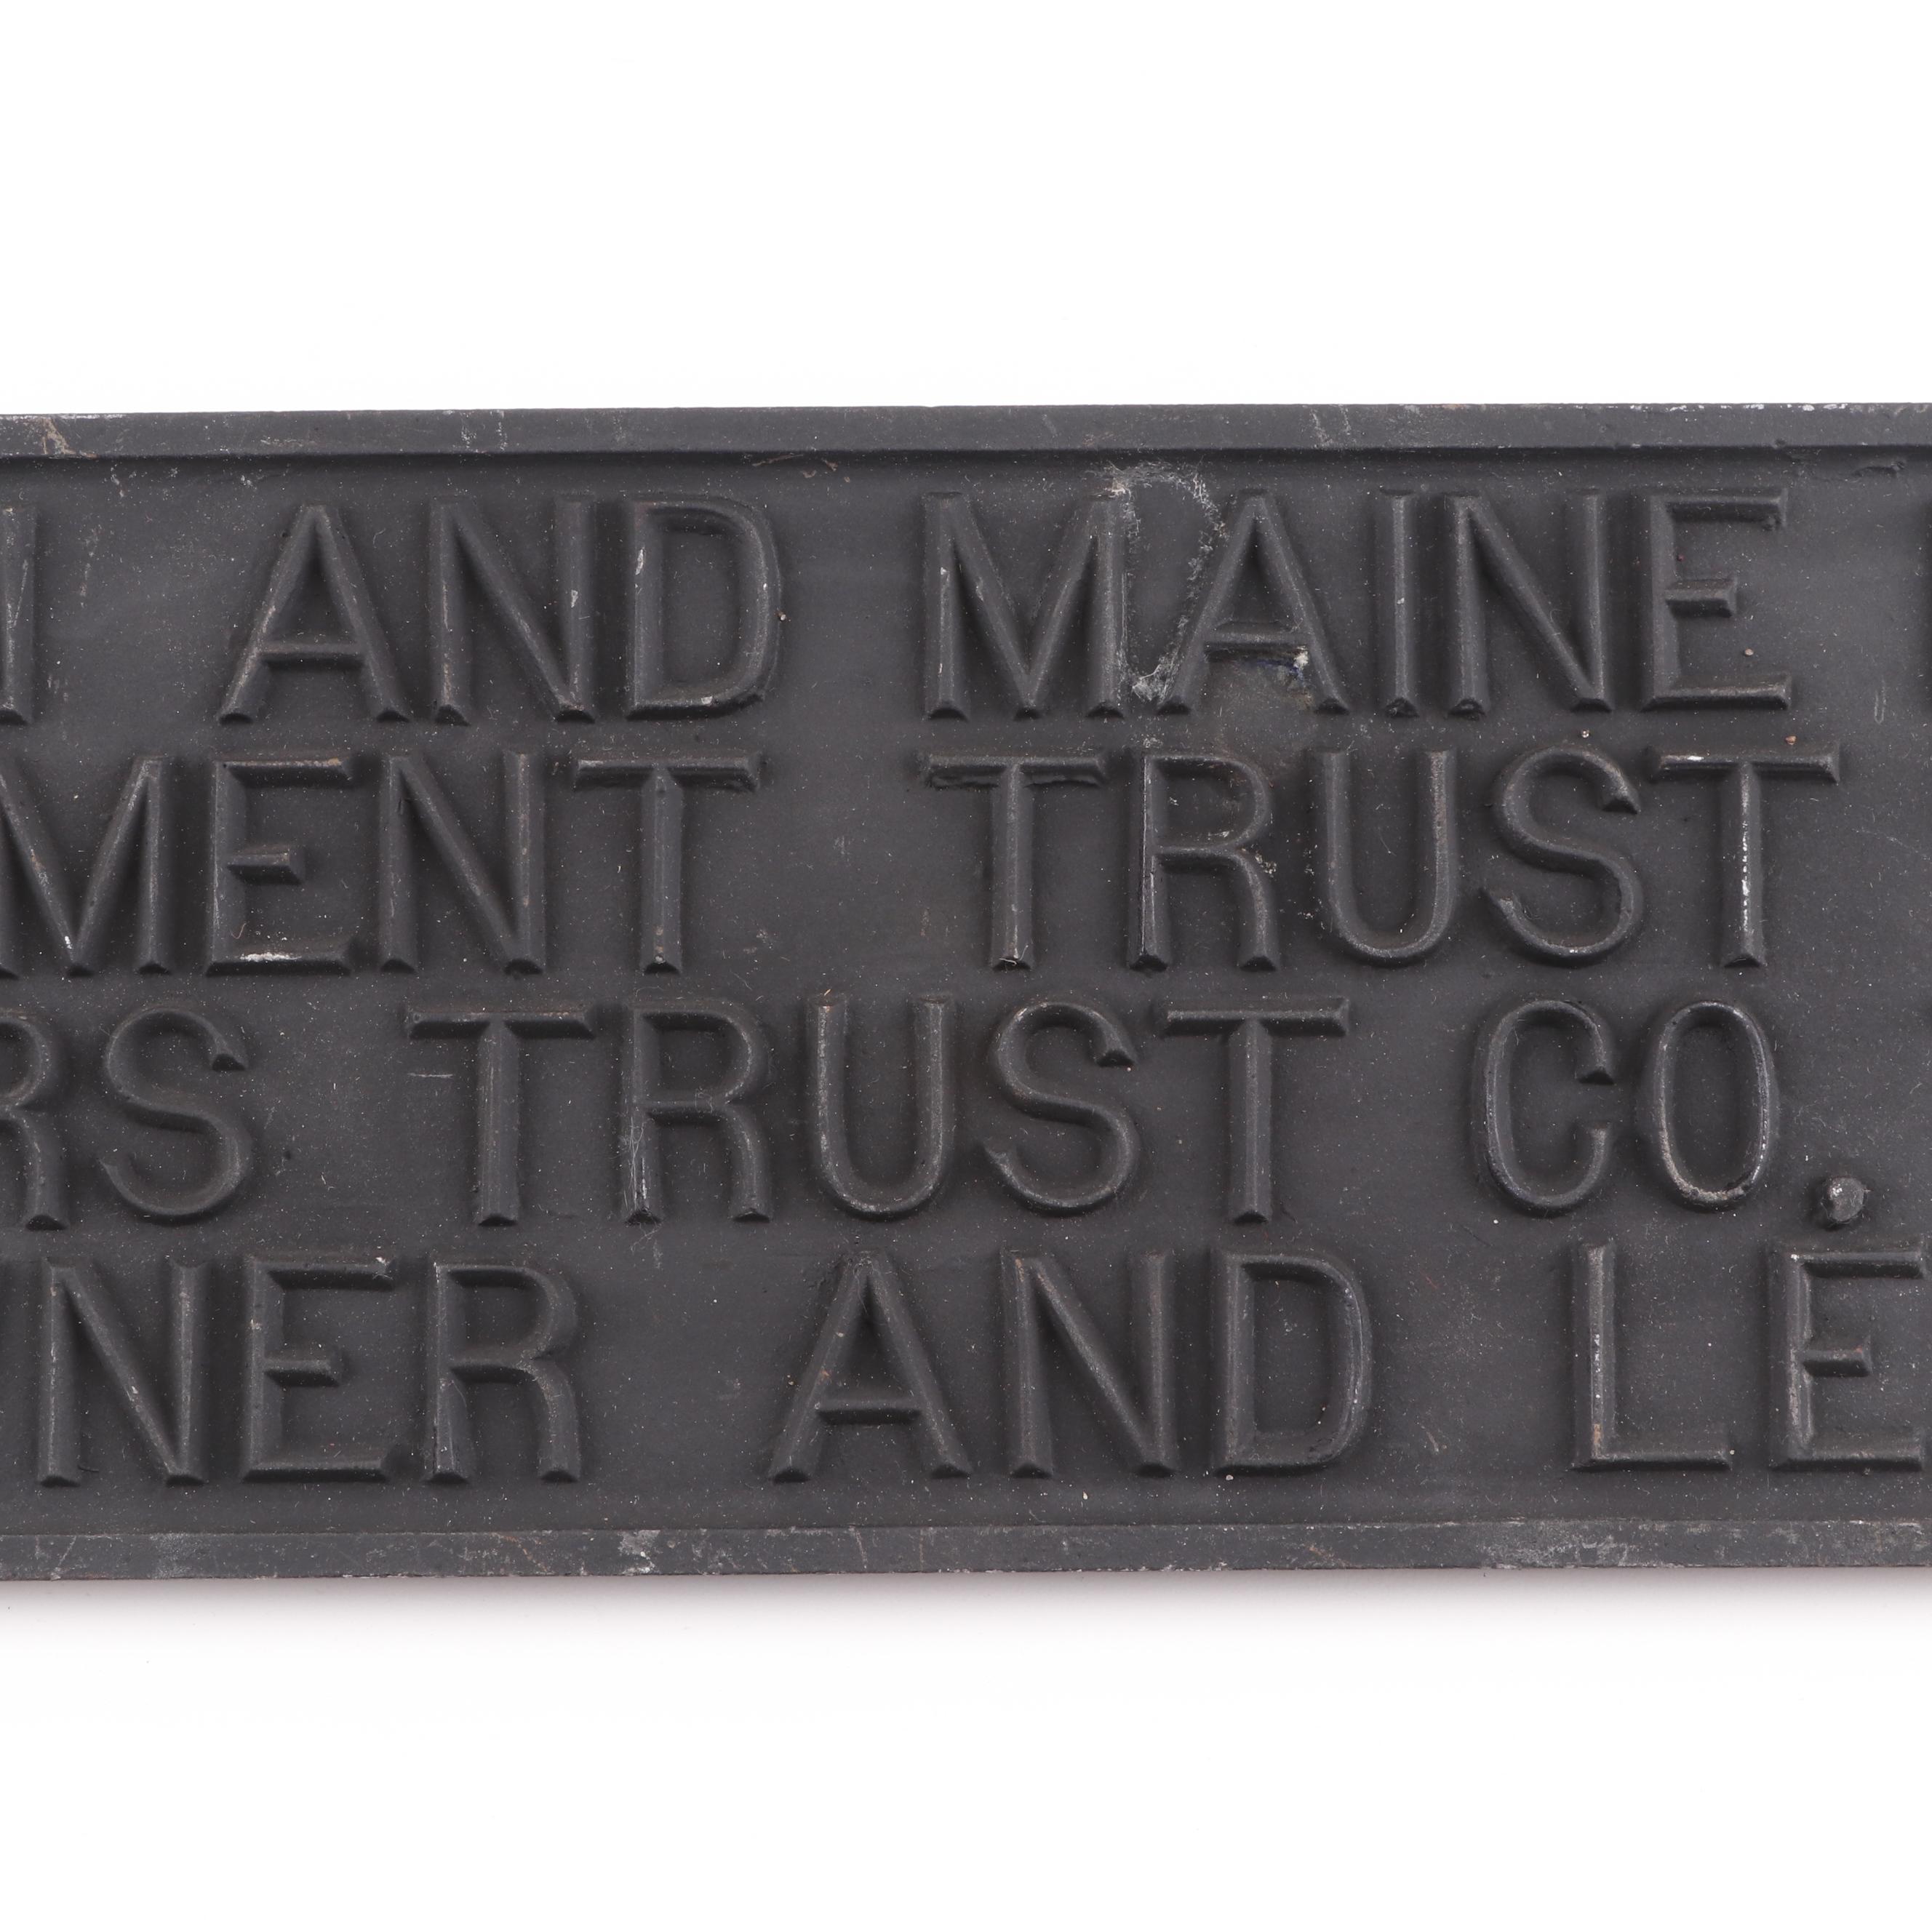 N AND MAINE
MENT TRUST
RS TRUST CO.
NER AND LE